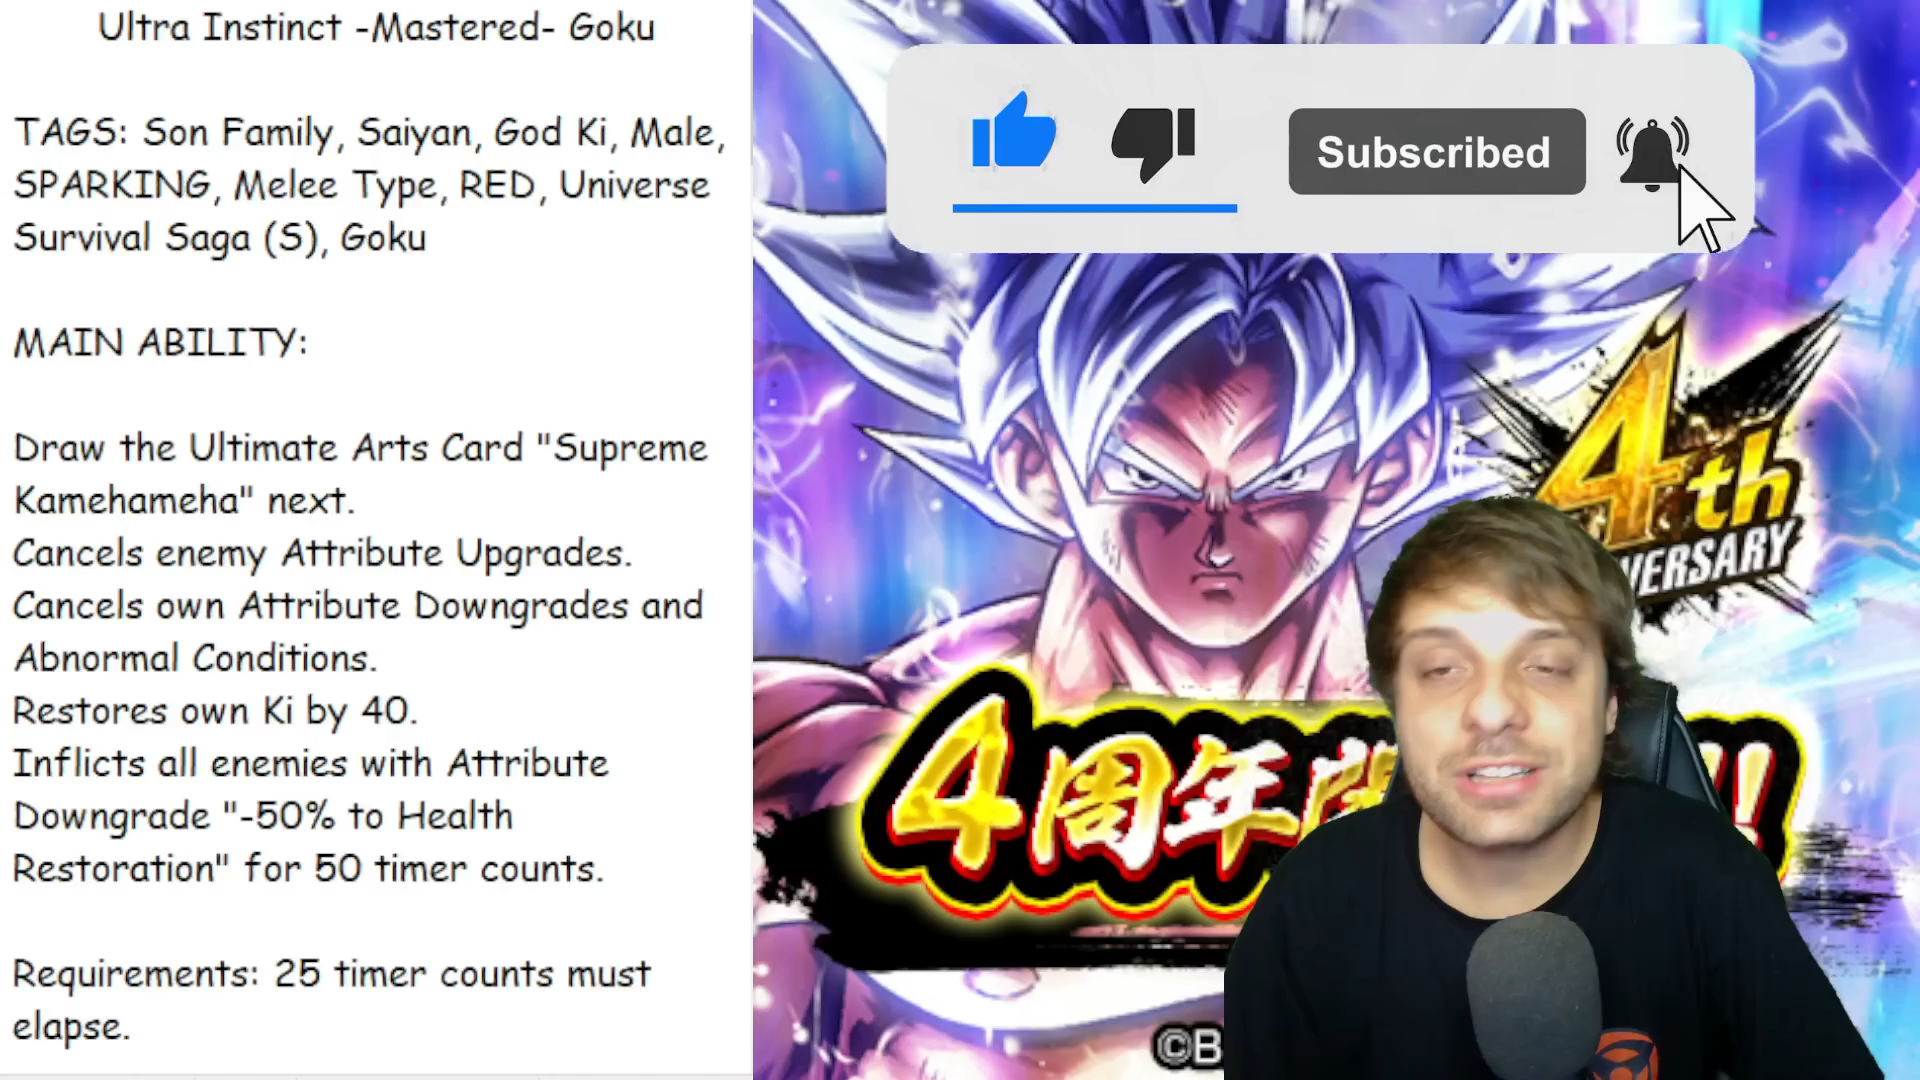 Ultra Instinct -Mastered- Goku
TAGS: Son Family, Saiyan, God Ki, Male,
SPARKING, Melee Type, RED, Universe
Survival Saga (S), Goku
MAIN ABILITY:
Draw the Ultimate Arts Card "Supreme
Kamehameha" next.
Cancels enemy Attribute Upgrades.
Cancels own Attribute Downgrades and
Abnormal Conditions.
Restores own Ki by 40.
Inflicts all enemies with Attribute
Downgrade "-50% to Health
Restoration" for 50 timer counts.
Requirements: 25 timer counts must
elapse.
Subscribed
4th
4周年
!!
©B